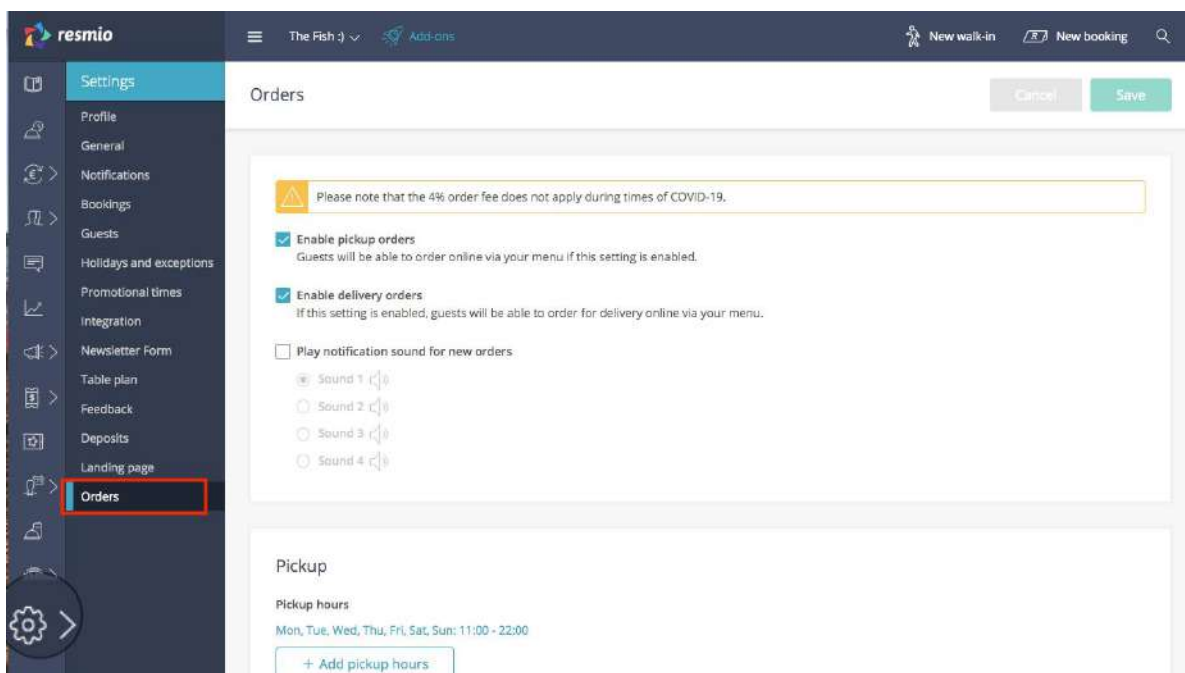 resmio
The Fish :)
Add-ons
New walk-in
New booking
Settings
Profile
General
Notifications
Bookings
Guests
Holidays and exceptions
Promotional times
Integration
Newsletter Form
Table plan
Feedback
Deposits
Landing page
Orders
Orders
Cancel
Save
Please note that the 4% order fee does not apply during times of COVID-19.
Enable pickup orders
Guests will be able to order online via your menu if this setting is enabled.
Enable delivery orders
If this setting is enabled, guests will be able to order for delivery online via your menu.
Play notification sound for new orders
Sound 1
Sound 2
Sound 3
Sound 4
Pickup
Pickup hours
Mon, Tue, Wed, Thu, Fri, Sat, Sun: 11:00 - 22:00
+ Add pickup hours